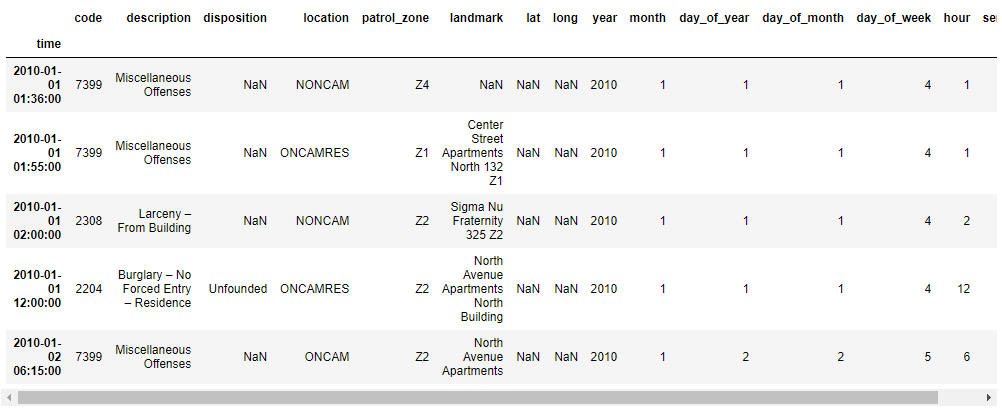 code description disposition location patrol_zone landmark lat long year month day_of_year day_of_month day_of_week hour
time
2010-01-
01
01:36:00 7399 Miscellaneous
Offenses NaN NONCAM Z4 NaN NaN NaN 2010 1 1 1 4 1
2010-01-
01
01:55:00 7399 Miscellaneous
Offenses NaN ONCAMRES Z1 Center
Street
Apartments
North 132
Z1 NaN NaN 2010 1 1 1 4 1
2010-01-
01
02:00:00 2308 Larceny –
From Building NaN NONCAM Z2 Sigma Nu
Fraternity
325 Z2 NaN NaN 2010 1 1 1 4 2
2010-01-
01
12:00:00 2204 Burglary – No
Forced Entry
– Residence Unfounded ONCAMRES Z2 North
Avenue
Apartments
North
Building NaN NaN 2010 1 1 1 4 12
2010-01-
02
06:15:00 7399 Miscellaneous
Offenses NaN ONCAM Z2 North
Avenue
Apartments NaN NaN 2010 1 2 2 5 6